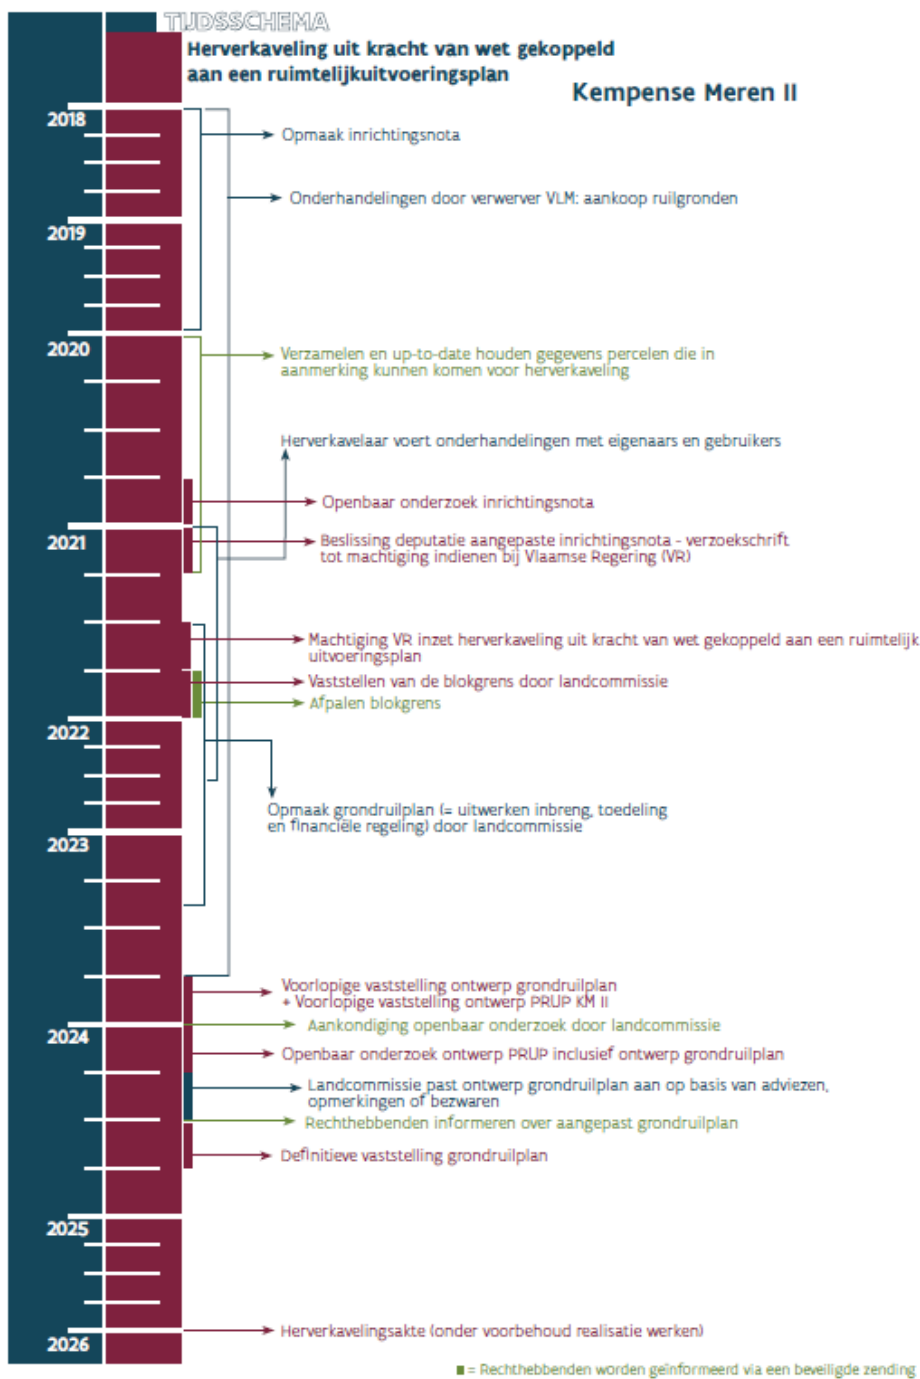 TIJDSSCHEMA
Herverkaveling uit kracht van wet gekoppeld
aan een ruimtelijkuitvoeringsplan
Kempense Meren II
2018
Opmaak inrichtingsnota
Onderhandelingen door verwerver VLM: aankoop ruilgronden
2019
2020
Verzamelen en up-to-date houden gegevens percelen die in
aanmerking kunnen komen voor herverkaveling
Herverkavelaar voert onderhandelingen met eigenaars en gebruikers
Openbaar onderzoek inrichtingsnota
2021
Beslissing deputatie aangepaste inrichtingsnota - verzoekschrift
tot machtiging indienen bij Vlaamse Regering (VR)
Machtiging VR inzet herverkaveling uit kracht van wet gekoppeld aan een ruimtelijk
uitvoeringsplan
Vaststellen van de blokgrens door landcommissie
Afpalen blokgrens
2022
Opmaak grondruilplan (= uitwerken inbreng, toedeling
en financiële regeling) door landcommissie
2023
Voorlopige vaststelling ontwerp grondruilplan
+ Voorlopige vaststelling ontwerp PRUP KM II
Aankondiging openbaar onderzoek door landcommissie
2024
Openbaar onderzoek ontwerp PRUP inclusief ontwerp grondruilplan
Landcommissie past ontwerp grondruilplan aan op basis van adviezen,
opmerkingen of bezwaren
Rechthebbenden informeren over aangepast grondruilplan
Definitieve vaststelling grondruilplan
2025
Herverkavelingsakte (onder voorbehoud realisatie werken)
2026
= Rechthebbenden worden geïnformeerd via een beveiligde zending